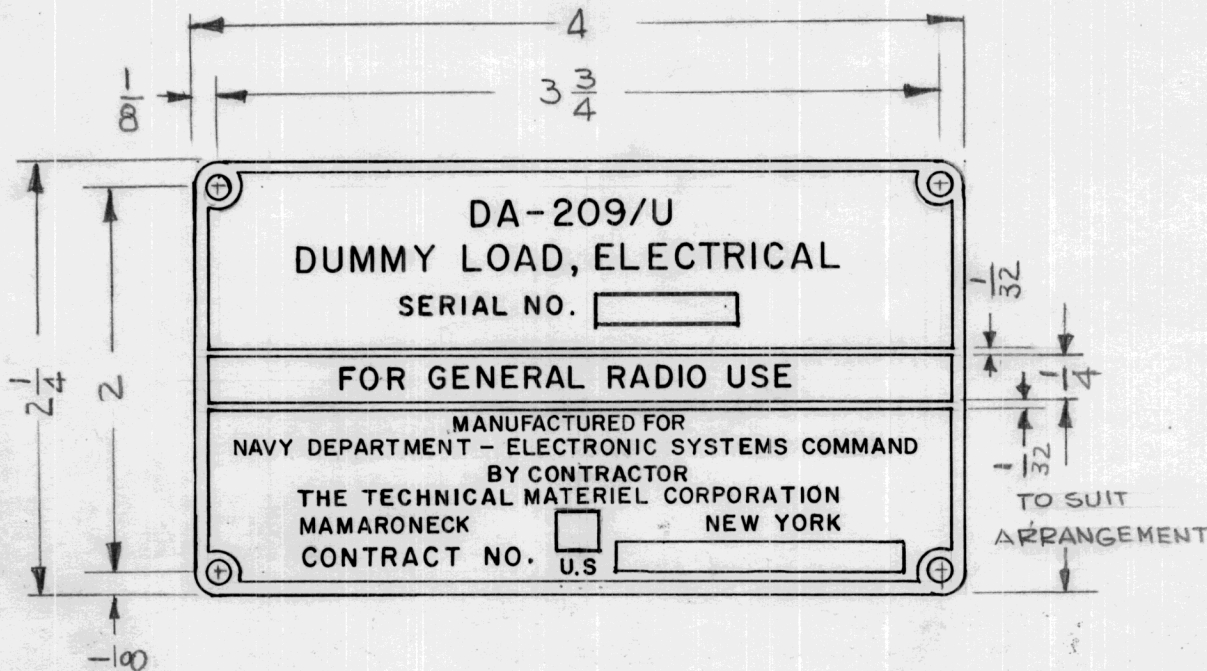 4
3 3/4
1/8
DA-209/U
DUMMY LOAD, ELECTRICAL
SERIAL NO.
1/32
2 1/4
2
FOR GENERAL RADIO USE
1/4
MANUFACTURED FOR
NAVY DEPARTMENT - ELECTRONIC SYSTEMS COMMAND
BY CONTRACTOR
1/32
THE TECHNICAL MATERIEL CORPORATION
MAMARONECK NEW YORK
CONTRACT NO. U.S
TO SUIT
ARRANGEMENT
1/8